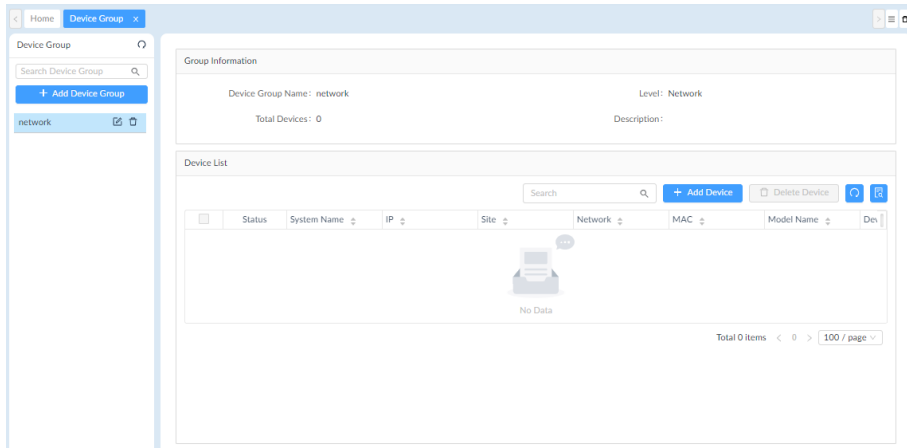 Home Device Group ×
Device Group
Search Device Group
+ Add Device Group
network
Group Information
Device Group Name: network Level: Network
Total Devices: 0 Description:
Device List
Search + Add Device Delete Device
Status System Name IP Site Network MAC Model Name
No Data
Total 0 items < 0 > 100 / page